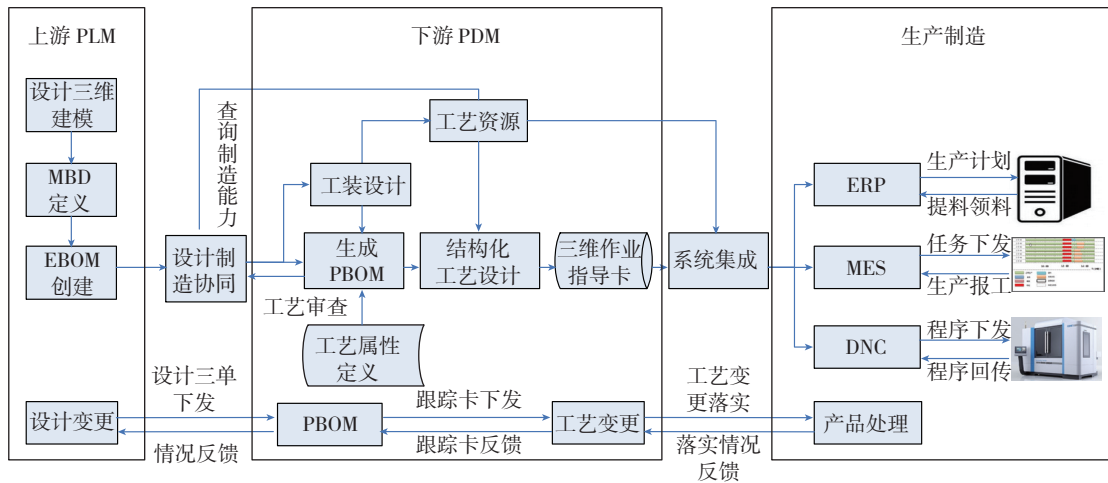 上游 PLM
下游 PDM
生产制造
设计三维
建模
MBD
定义
EBOM
创建
查询制造能力
设计制
造协同
工艺资源
工装设计
生成
PBOM
结构化
工艺设计
三维作业
指导卡
工艺审查
工艺属性
定义
系统集成
ERP
生产计划
提料领料
MES
任务下发
生产报工
DNC
程序下发
程序回传
设计变更
设计三单
下发
情况反馈
PBOM
跟踪卡下发
跟踪卡反馈
工艺变更
工艺变
更落实
落实情况
反馈
产品处理